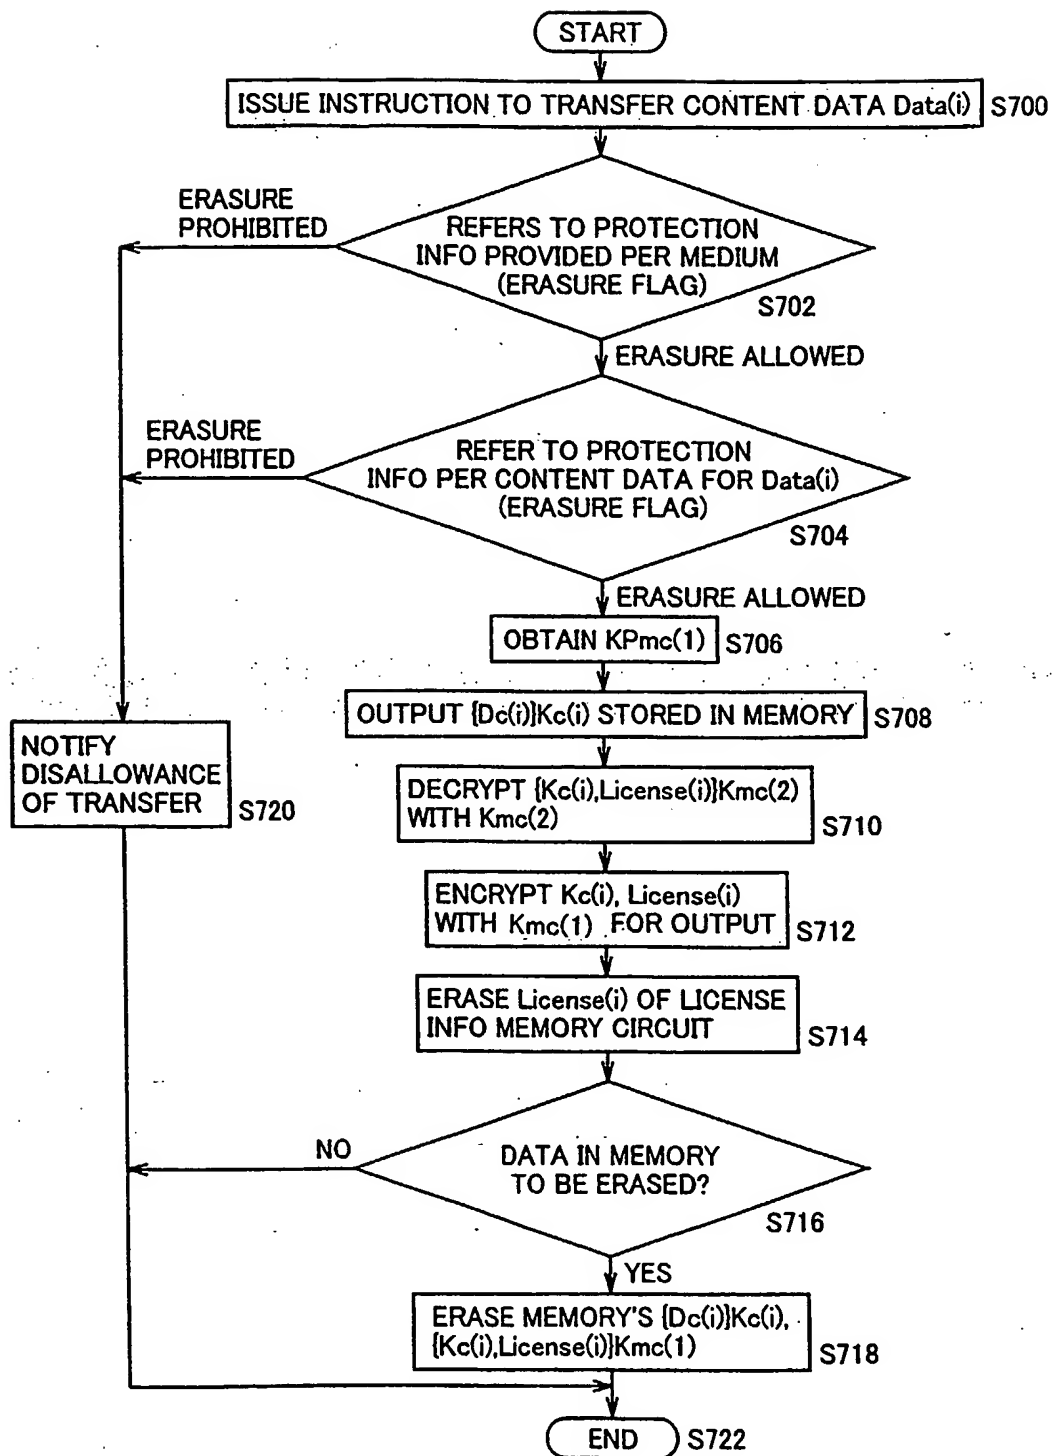 START
ISSUE INSTRUCTION TO TRANSFER CONTENT DATA Data(i)
S700
ERASURE
PROHIBITED
REFERS TO PROTECTION
INFO PROVIDED PER MEDIUM
(ERASURE FLAG)
S702
ERASURE ALLOWED
ERASURE
PROHIBITED
REFER TO PROTECTION
INFO PER CONTENT DATA FOR Data(i)
(ERASURE FLAG)
S704
ERASURE ALLOWED
OBTAIN KPmc(1)
S706
OUTPUT {Dc(i)}Kc(i) STORED IN MEMORY
S708
NOTIFY
DISALLOWANCE
OF TRANSFER
S720
DECRYPT {Kc(i),License(i)}Kmc(2)
WITH Kmc(2)
S710
ENCRYPT Kc(i), License(i)
WITH Kmc(1) FOR OUTPUT
S712
ERASE License(i) OF LICENSE
INFO MEMORY CIRCUIT
S714
NO
DATA IN MEMORY
TO BE ERASED?
S716
YES
ERASE MEMORY'S {Dc(i)}Kc(i),
{Kc(i),License(i)}Kmc(1)
S718
END
S722